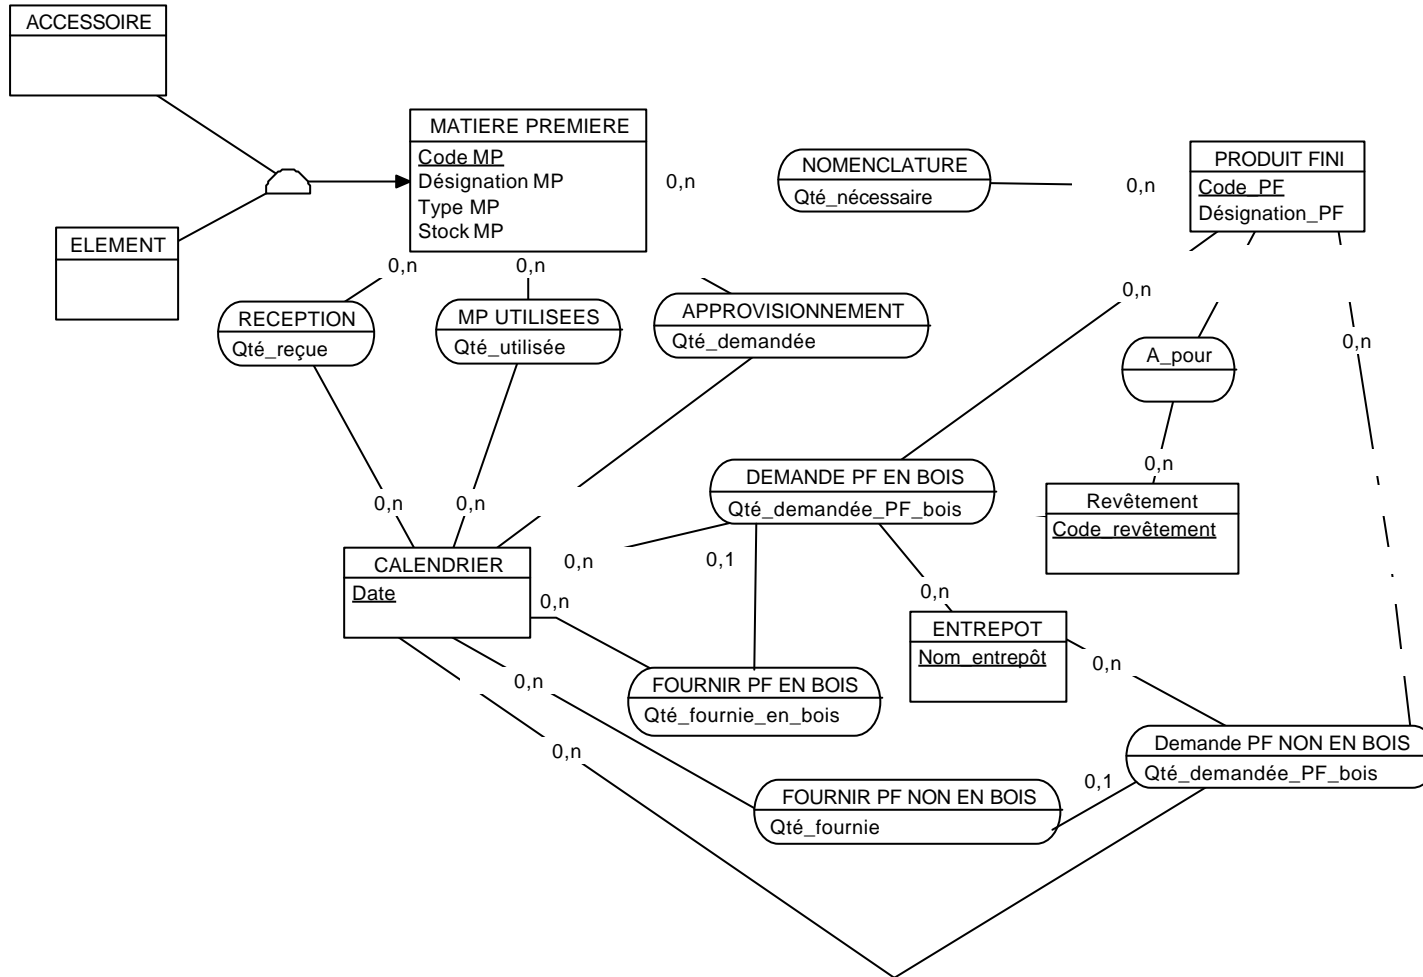 ACCESSOIRE
MATIERE PREMIERE
Code MP
Désignation MP
Type MP
Stock MP
0,n
NOMENCLATURE
Qté_nécessaire
0,n
PRODUIT FINI
Code_PF
Désignation_PF
ELEMENT
0,n
0,n
0,n
RECEPTION
Qté_reçue
MP UTILISEES
Qté_utilisée
APPROVISIONNEMENT
Qté_demandée
A_pour
0,n
0,n
0,n
0,n
DEMANDE PF EN BOIS
Qté_demandée_PF_bois
Revêtement
Code_revêtement
CALENDRIER
Date
0,n
0,1
0,n
0,n
ENTREPOT
Nom_entrepôt
0,n
0,n
FOURNIR PF EN BOIS
Qté_fournie_en_bois
0,n
Demande PF NON EN BOIS
Qté_demandée_PF_bois
0,1
FOURNIR PF NON EN BOIS
Qté_fournie